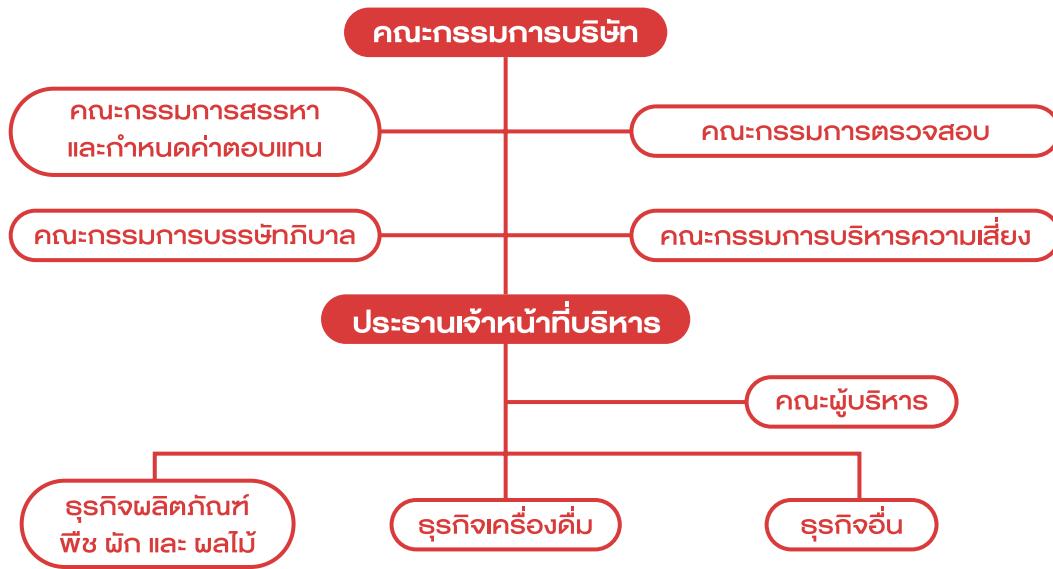 คณะกรรมการบริษัท
คณะกรรมการสรรหา
และกำหนดค่าตอบแทน
คณะกรรมการตรวจสอบ
คณะกรรมการบรรษัทภิบาล
คณะกรรมการบริหารความเสี่ยง
ประธานเจ้าหน้าที่บริหาร
คณะผู้บริหาร
ธุรกิจผลิตภัณฑ์
พืช ผัก และ ผลไม้
ธุรกิจเครื่องดื่ม
ธุรกิจอื่น